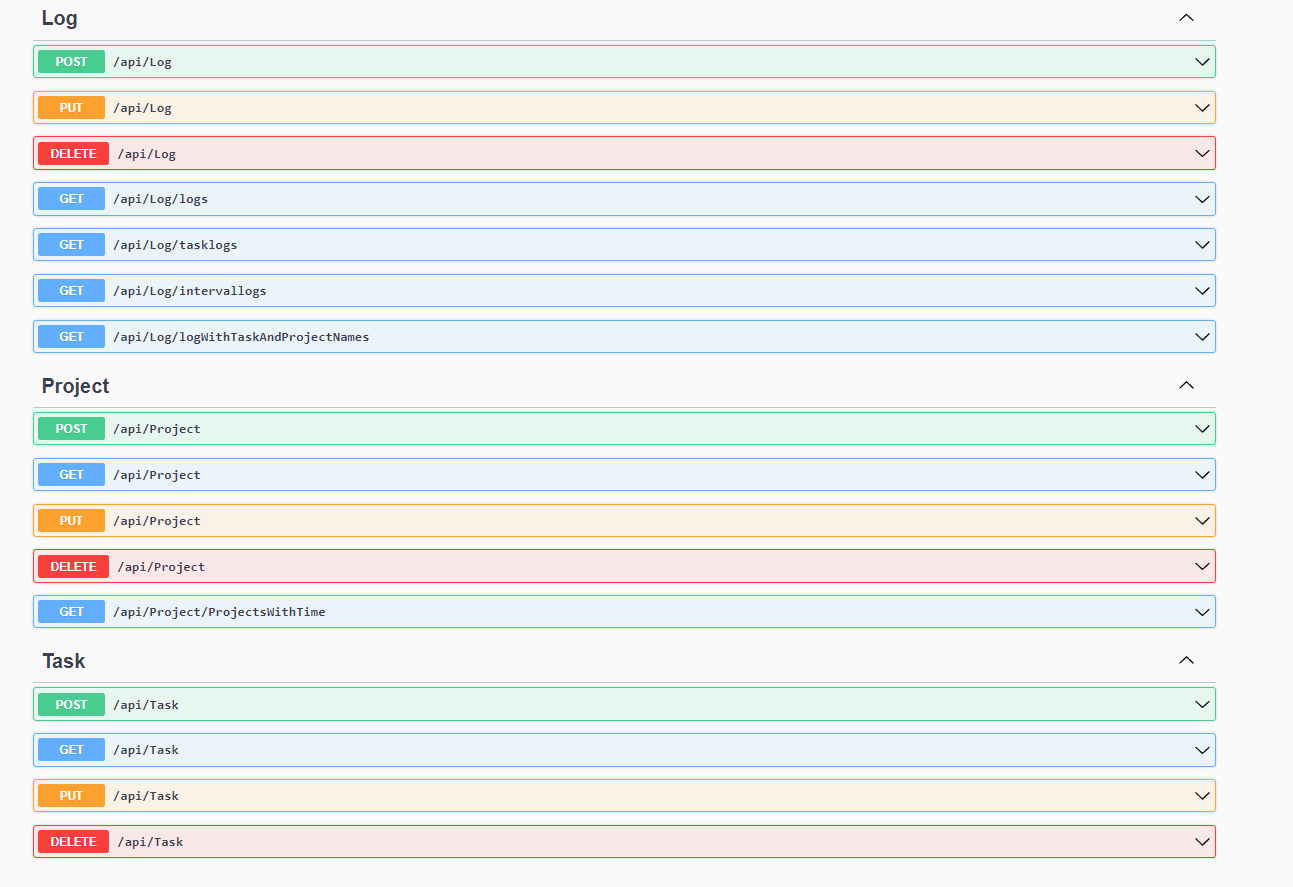 Log
POST /api/Log
PUT /api/Log
DELETE /api/Log
GET /api/Log/logs
GET /api/Log/tasklogs
GET /api/Log/intervallogs
GET /api/Log/logWithTaskAndProjectNames
Project
POST /api/Project
GET /api/Project
PUT /api/Project
DELETE /api/Project
GET /api/Project/ProjectsWithTime
Task
POST /api/Task
GET /api/Task
PUT /api/Task
DELETE /api/Task